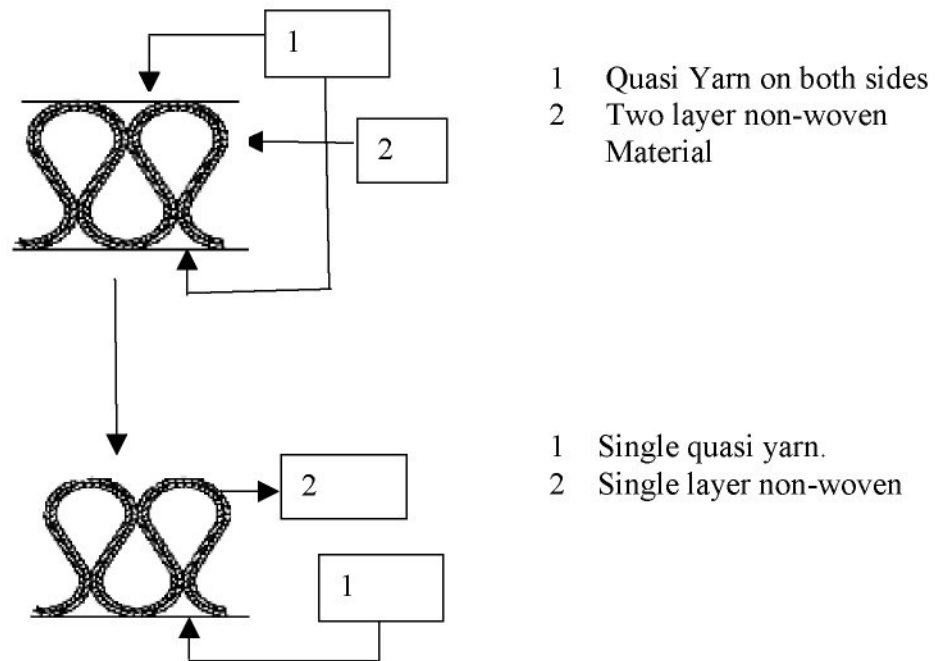 1
2
1 Quasi Yarn on both sides
2 Two layer non-woven
Material
2
1
1 Single quasi yarn.
2 Single layer non-woven